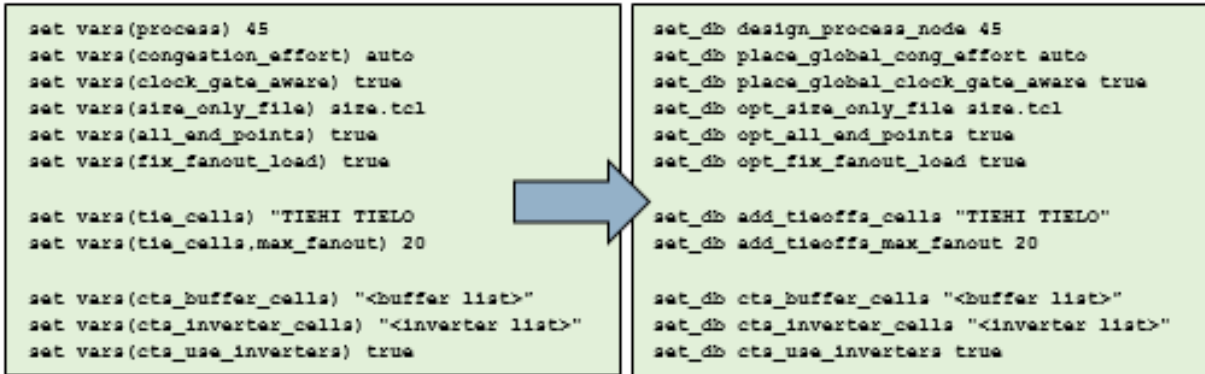 set vars(process) 45
set vars(congestion_effort) auto
set vars(clock_gate_aware) true
set vars(size_only_file) size.tcl
set vars(all_end_points) true
set vars(fix_fanout_load) true
set vars(tie_cells) "TIEHI TIELO
set vars(tie_cells,max_fanout) 20
set vars(cts_buffer_cells) "<buffer list>"
set vars(cts_inverter_cells) "<inverter list>"
set vars(cts_use_inverters) true
set_db design_process_node 45
set_db place_global_cong_effort auto
set_db place_global_clock_gate_aware true
set_db opt_size_only_file size.tcl
set_db opt_all_end_points true
set_db opt_fix_fanout_load true
set_db add_tieoffs_cells "TIEHI TIELO"
set_db add_tieoffs_max_fanout 20
set_db cts_buffer_cells "<buffer list>"
set_db cts_inverter_cells "<inverter list>"
set_db cts_use_inverters true